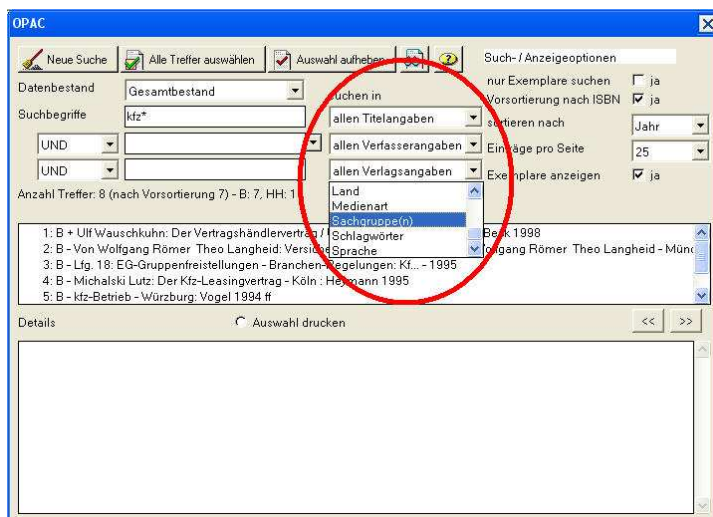 OPAC
Neue Suche Alle Treffer auswählen Auswahl aufheben Such-/Anzeigeoptionen
nur Exemplare suchen ja
Datenbestand Gesamtbestand suchen in Vorsortierung nach ISBN ja
Suchbegriffe kfz* allen Titelangaben sortieren nach Jahr
UND allen Verfasserangaben Einträge pro Seite 25
UND allen Verlagsangaben Exemplare anzeigen ja
Anzahl Treffer: 8 (nach Vorsortierung 7) - B: 7, HH: 1
Land
Medienart
Sachgruppe(n)
Schlagwörter
Sprache
1: B + Ulf Wauschkuhn: Der Vertragshändlervertrag / Beck 1998
2: B - Von Wolfgang Römer Theo Langheid: Versiche Wolfgang Römer Theo Langheid - Münc
3: B - Lfg. 18: EG-Gruppenfreistellungen - Branchen-Regelungen: Kf... - 1995
4: B - Michalski Lutz: Der Kfz-Leasingvertrag - Köln : Heymann 1995
5: B - kfz-Betrieb - Würzburg: Vogel 1994 ff
Details Auswahl drucken << >>